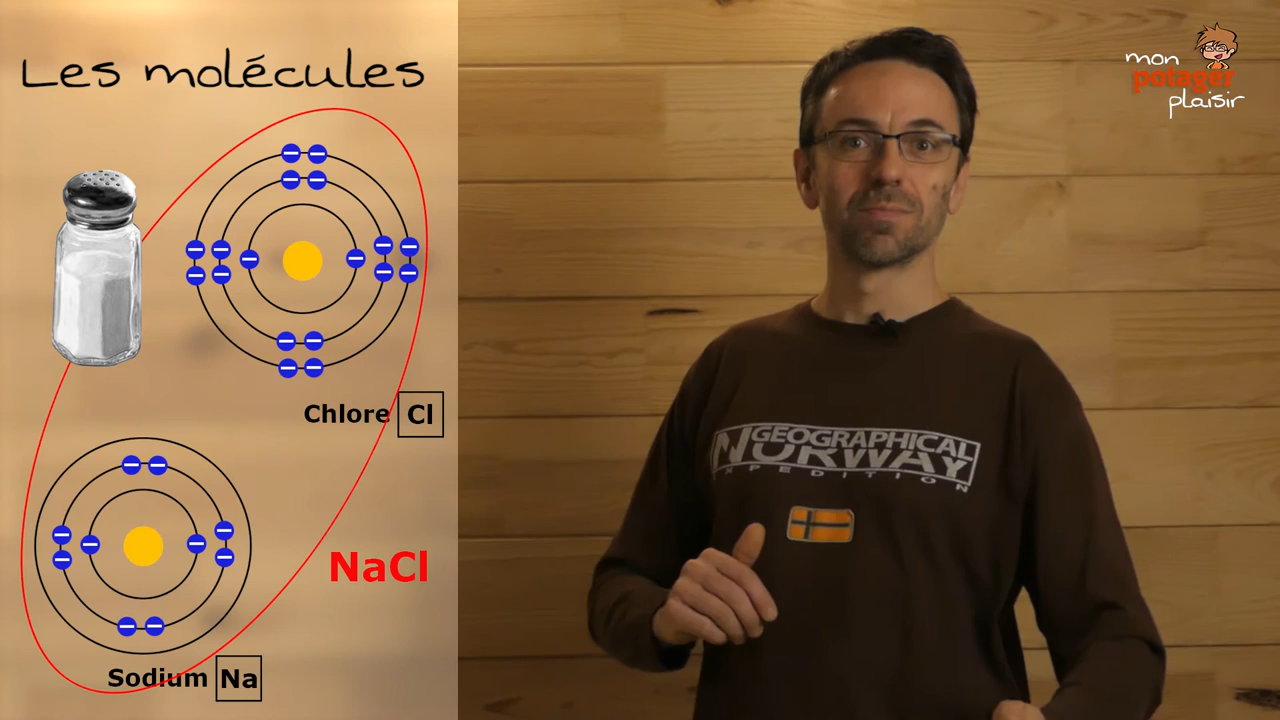 Les molécules
Chlore Cl
NaCl
Sodium Na
mon
potager
plaisir
GEOGRAPHICAL
NORWAY
EXPEDITION